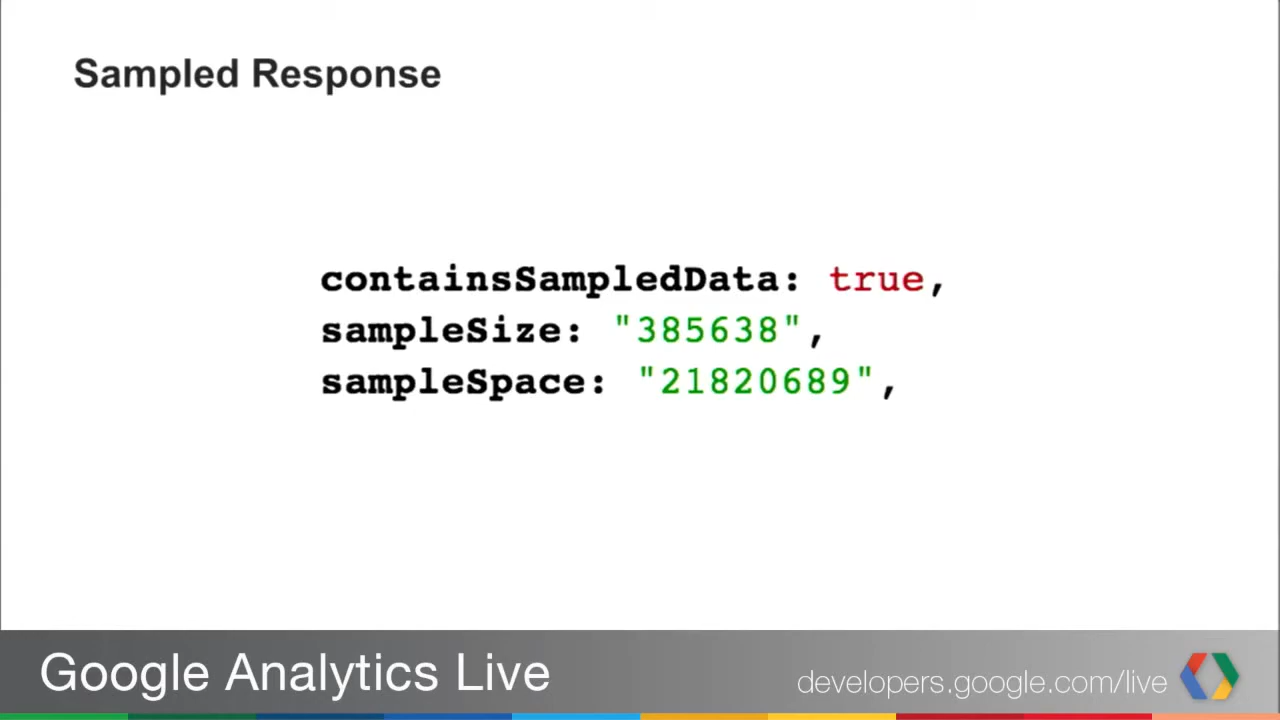 Sampled Response
containsSampledData: true,
sampleSize: "385638",
sampleSpace: "21820689",
Google Analytics Live
developers.google.com/live